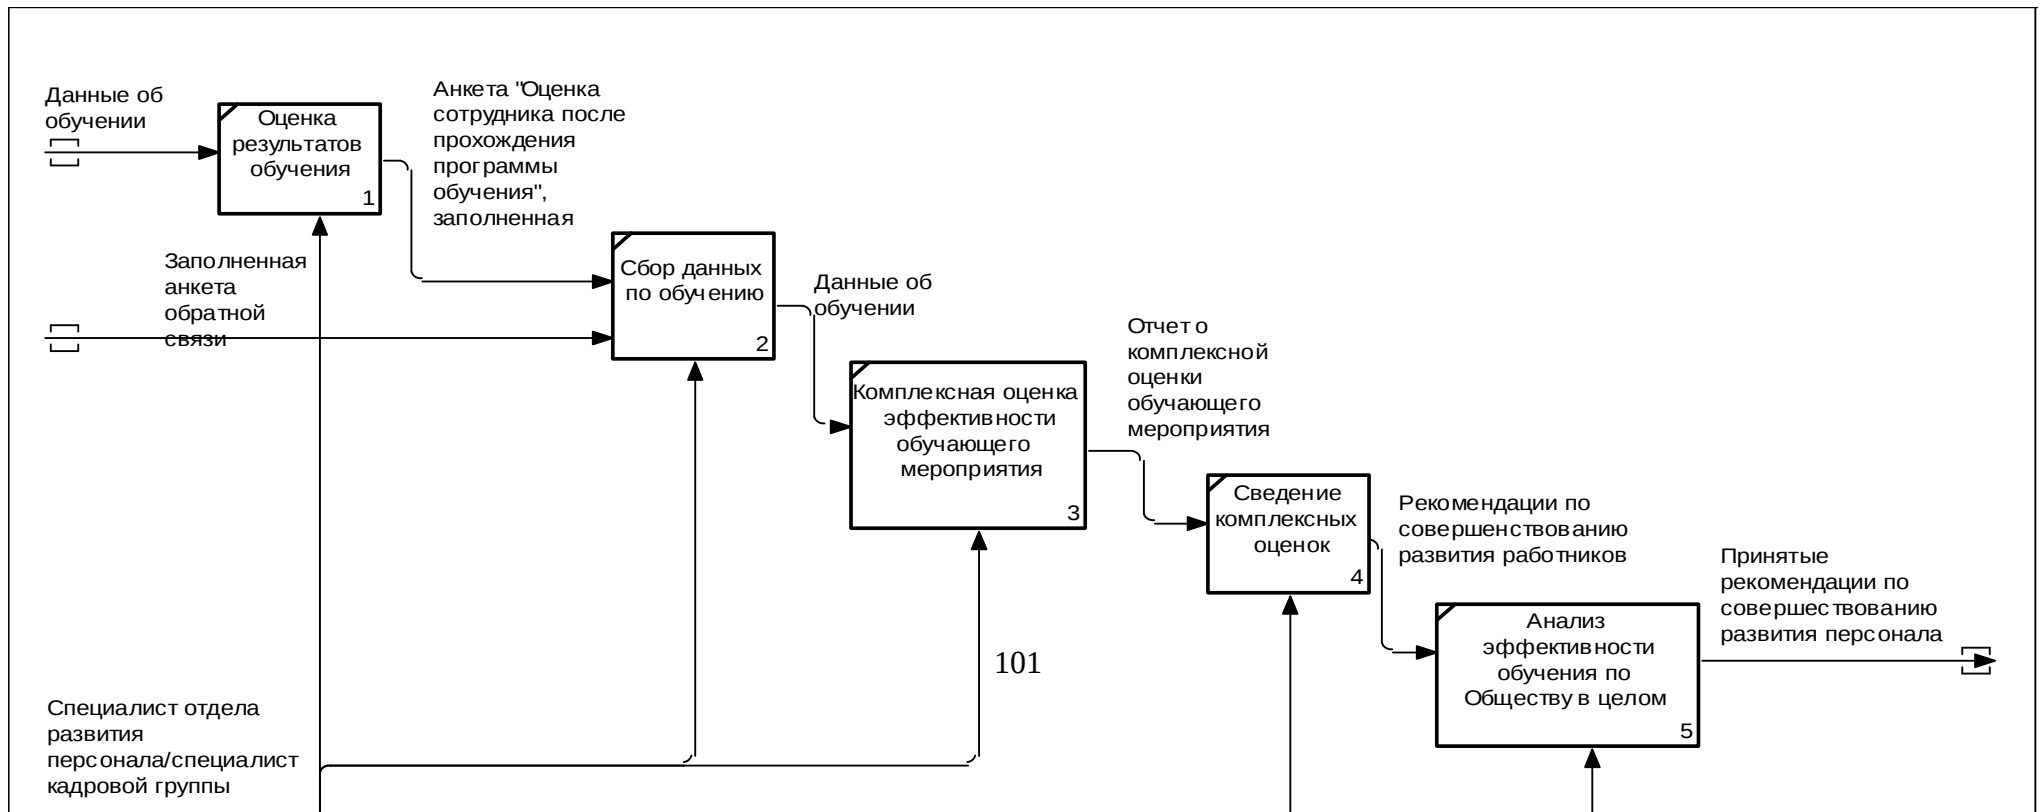 Данные об
обучении
Оценка
результатов
обучения
1
Анкета "Оценка
сотрудника после
прохождения
программы
обучения",
заполненная
Заполненная
анкета
обратной
связи
Сбор данных
по обучению
2
Данные об
обучении
Комплексная оценка
эффективности
обучающего
мероприятия
3
Отчет о
комплексной
оценки
обучающего
мероприятия
Сведение
комплексных
оценок
4
Рекомендации по
совершенствованию
развития работников
Анализ
эффективности
обучения по
Обществу в целом
5
Принятые
рекомендации по
совершествованию
развития персонала
101
Специалист отдела
развития
персонала/специалист
кадровой группы